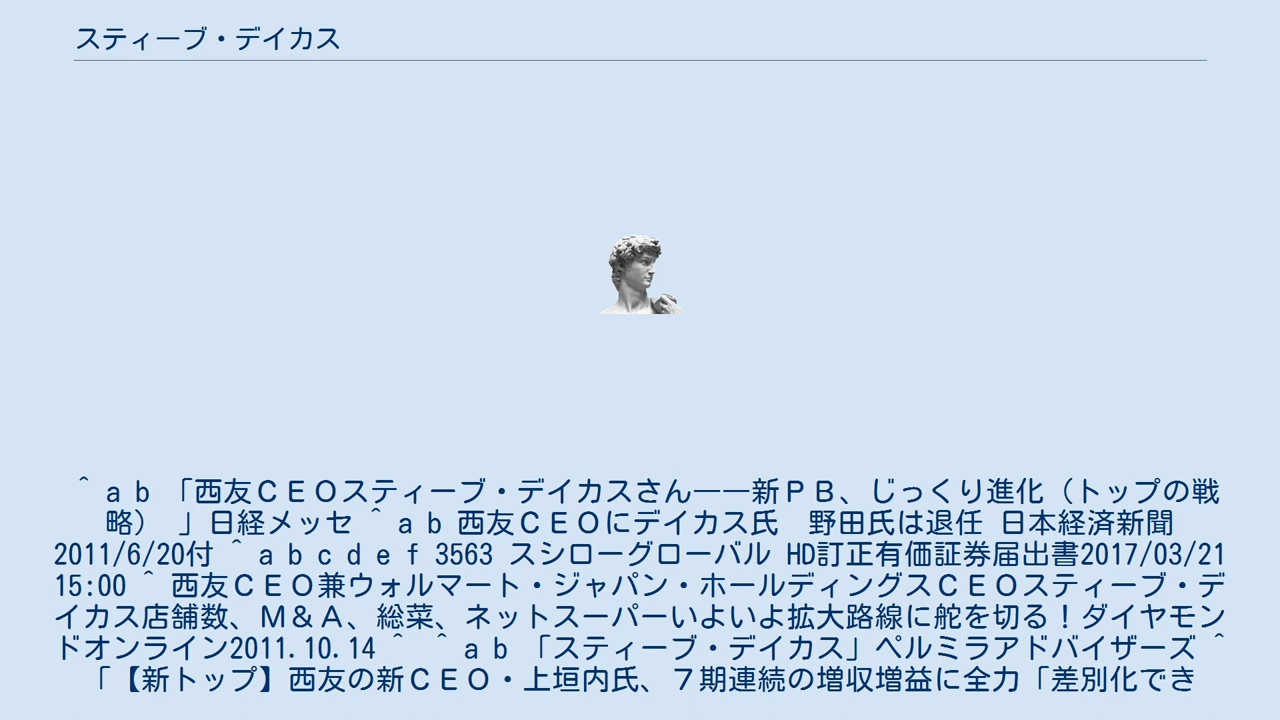 スティーブ・デイカス
^ a b 「西友ＣＥＯスティーブ・デイカスさん――新ＰＢ、じっくり進化（トップの戦
略） 」日経メッセ ^ a b 西友ＣＥＯにデイカス氏　野田氏は退任 日本経済新聞
2011/6/20付 ^ a b c d e f 3563 スシローグローバル HD訂正有価証券届出書2017/03/21
15:00 ^ 西友ＣＥＯ兼ウォルマート・ジャパン・ホールディングスＣＥＯスティーブ・デ
イカス店舗数、Ｍ＆Ａ、総菜、ネットスーパーいよいよ拡大路線に舵を切る！ダイヤモン
ドオンライン2011.10.14 ^ ^ a b 「スティーブ・デイカス」ペルミラアドバイザーズ ^
「【新トップ】西友の新ＣＥＯ・上垣内氏、７期連続の増収増益に全力「差別化でき